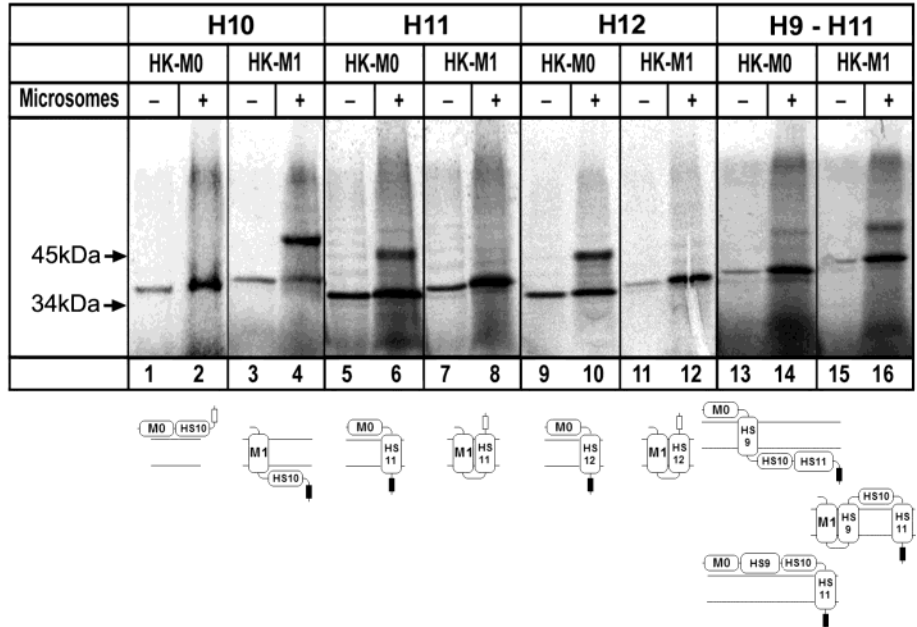 H10 H11 H12 H9 - H11
HK-M0 HK-M1 HK-M0 HK-M1 HK-M0 HK-M1 HK-M0 HK-M1
Microsomes – + – + – + – + – + – + – + – +
45kDa
34kDa
1 2 3 4 5 6 7 8 9 10 11 12 13 14 15 16
M0 HS10
M1
HS10
M0
HS
11
M1 HS
11
M0
HS
12
M1 HS
12
M0
HS
9
HS10 HS11
HS10
M1 HS
9
HS
11
M0 HS9 HS10
HS
11